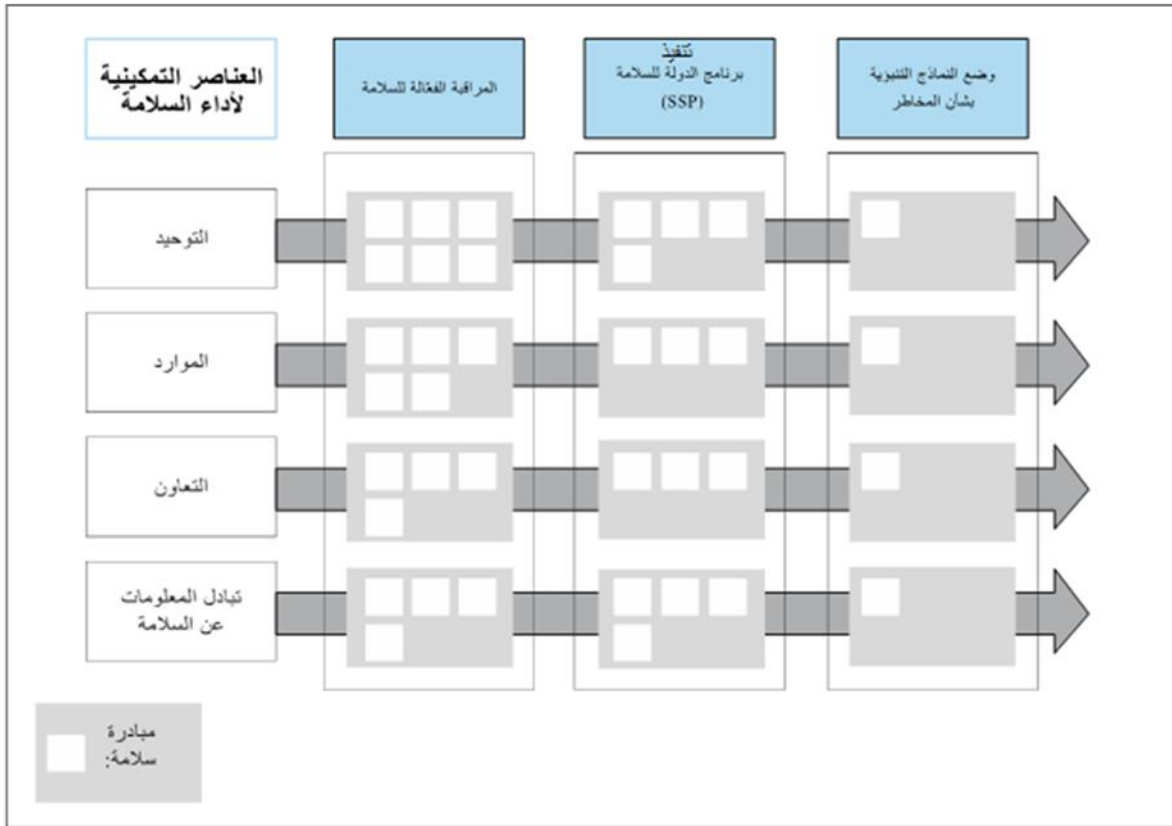 العناصر التمكينية
لأداء السلامة
المراقبة الفعّالة للسلامة
تنفيذ
برنامج الدولة للسلامة
(SSP)
وضع النماذج التنبؤية
بشأن المخاطر
التوحيد
الموارد
التعاون
تبادل المعلومات
عن السلامة
مبادرة
سلامة: